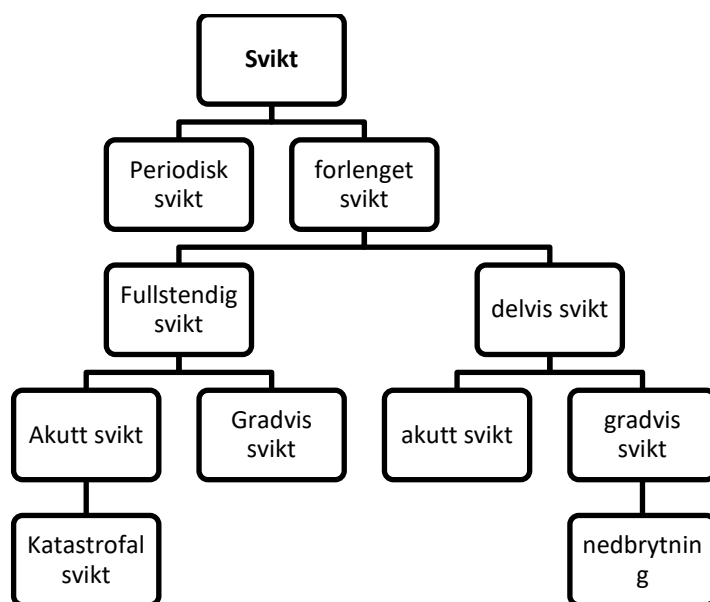 Svikt
Periodisk
svikt
forlenget
svikt
Fullstendig
svikt
delvis svikt
Akutt svikt
Gradvis
svikt
akutt svikt
gradvis
svikt
Katastrofal
svikt
nedbrytnin
g